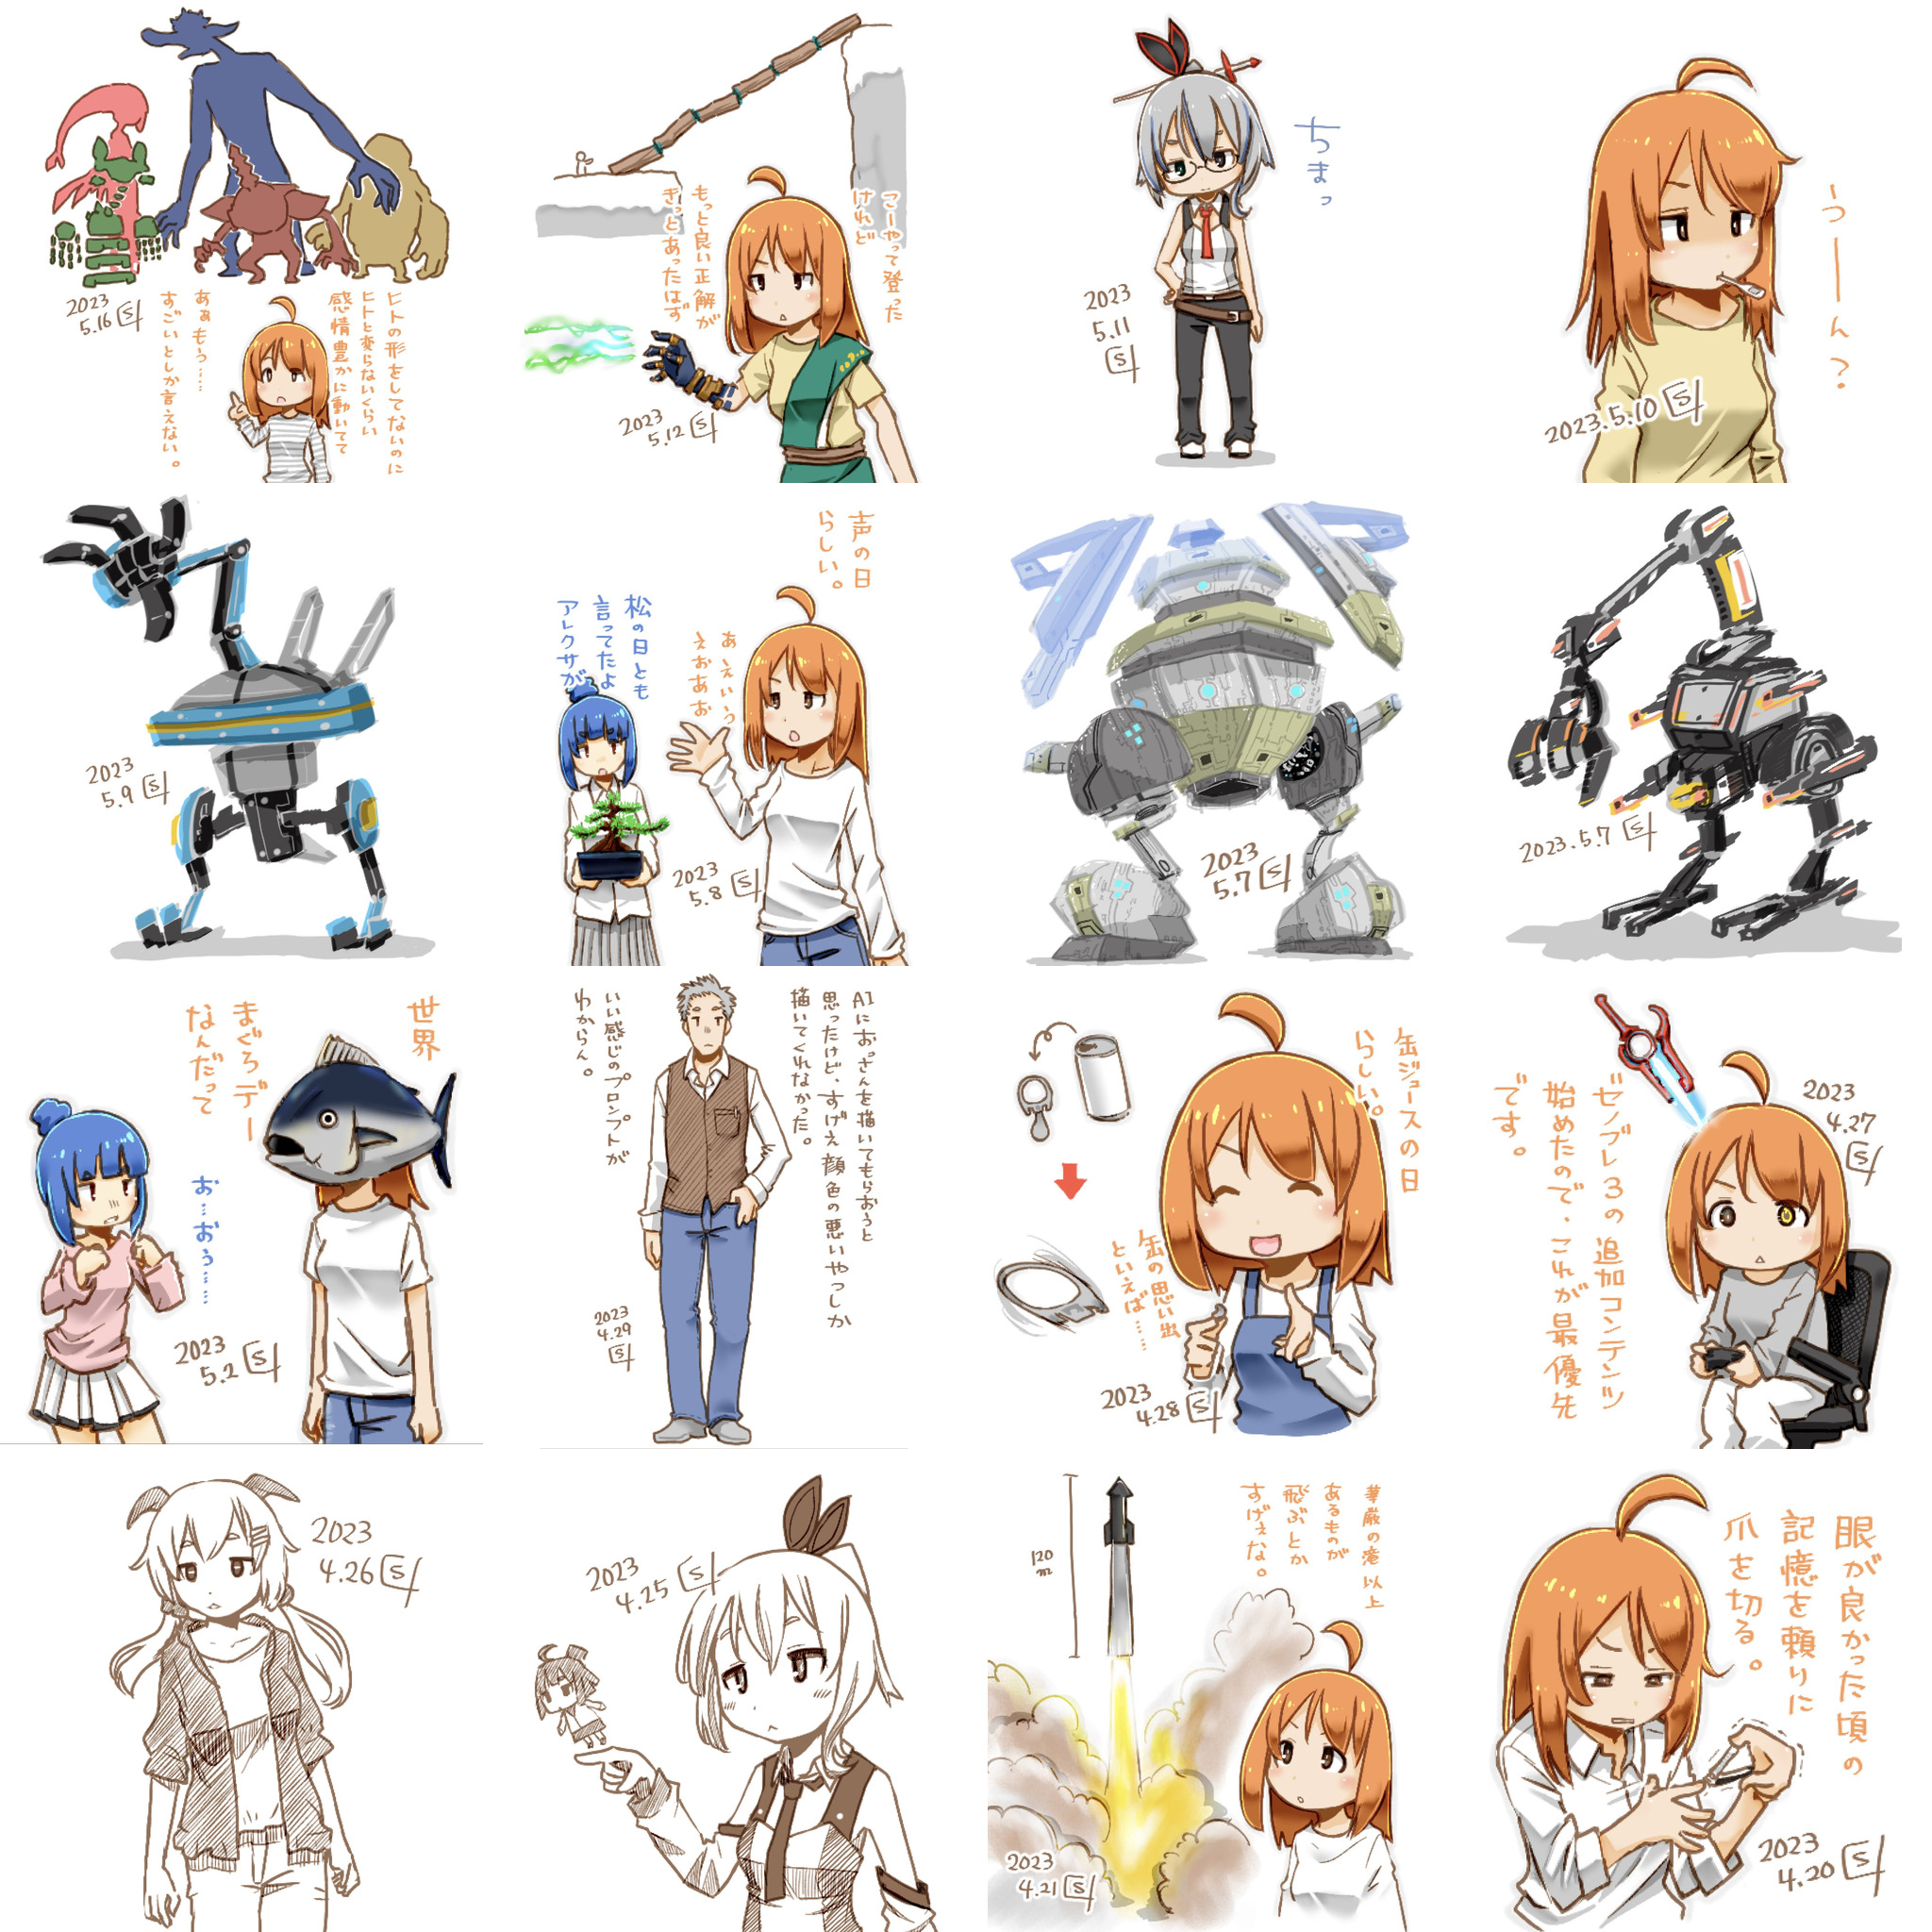 2023
5.16 S
ヒトの形をしてないのに
ヒトと変らないくらい
感情豊かに動いてて
あぁもう……
すごいとしか言えない。
こーやって登った
けれど
もっと良い正解が
きっとあったはず
2023
5.12 S
ちまっ
2023
5.11
S
うーん?
2023.5.10 S
2023
5.9 S
声の日
らしい。
あえいう
えおあお
松の日とも
言ってたよ
アレクサが
2023
5.8 S
2023
5.7 S
2023.5.7 S
世界
まぐろデー
なんだって
お…おぅ……
2023
5.2 S
AIにおっさんを描いてもらおうと
思ったけど、すげえ顔色の悪いやつしか
描いてくれなかった。
いい感じのプロンプトが
わからん。
2023
4.29
S
缶ジュースの日
らしい。
缶の思い出
といえば……
2023
4.28 S
2023
4.27
S
ゼノブレ3の追加コンテンツ
始めたので、これが最優先
です。
2023
4.26 S
2023
4.25 S
120
m
華厳の滝以上
あるものが
飛ぶとか
すげぇな。
2023
4.21 S
眼が良かった頃の
記憶を頼りに
爪を切る。
2023
4.20 S